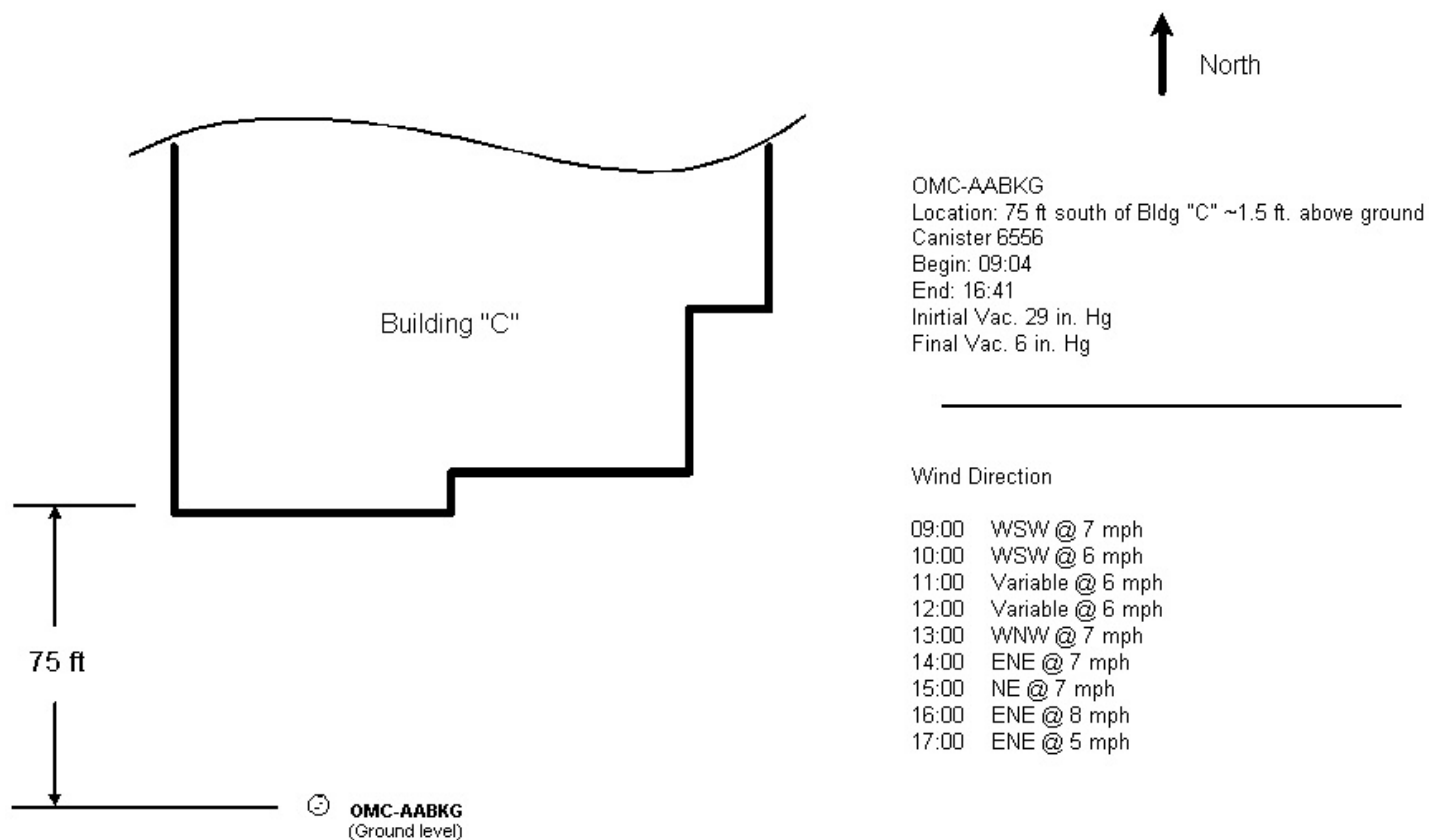 North
OMC-AABKG
Location: 75 ft south of Bldg "C" ~1.5 ft. above ground
Canister 6556
Begin: 09:04
End: 16:41
Inirtial Vac. 29 in. Hg
Final Vac. 6 in. Hg
Building "C"
Wind Direction
09:00 WSW @ 7 mph
10:00 WSW @ 6 mph
11:00 Variable @ 6 mph
12:00 Variable @ 6 mph
13:00 WNW @ 7 mph
14:00 ENE @ 7 mph
15:00 NE @ 7 mph
16:00 ENE @ 8 mph
17:00 ENE @ 5 mph
75 ft
OMC-AABKG
(Ground level)